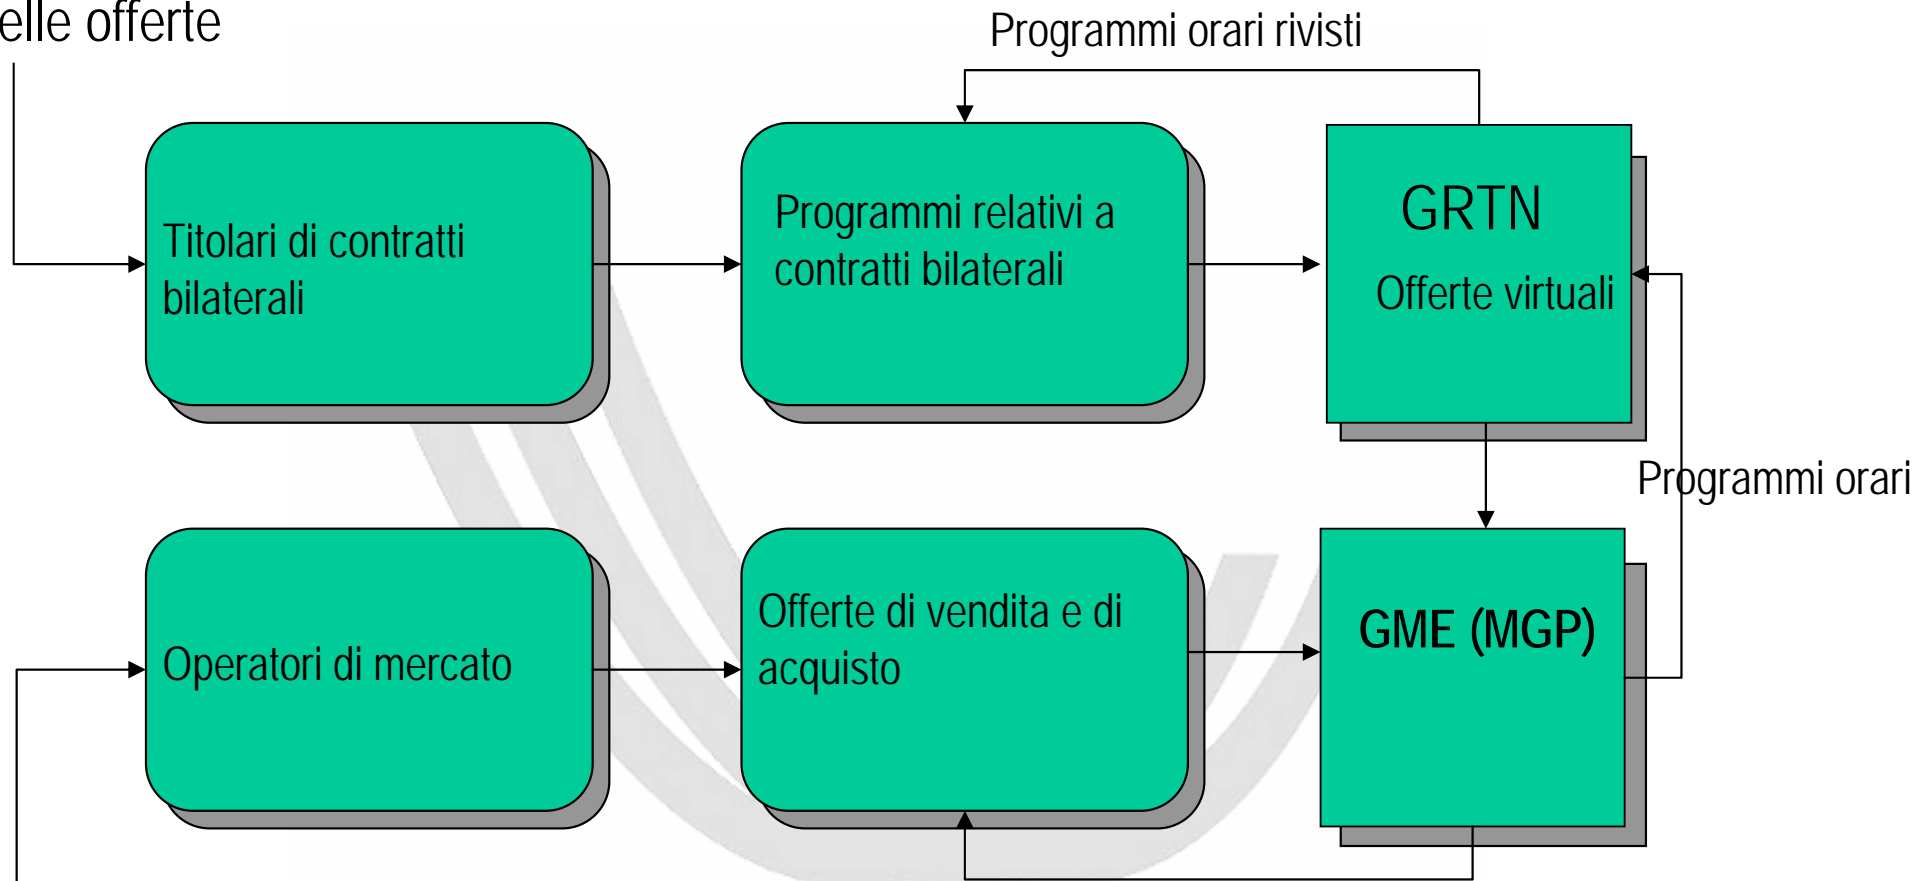 elle offerte
Programmi orari rivisti
Titolari di contratti
bilaterali
Programmi relativi a
contratti bilaterali
GRTN
Offerte virtuali
Programmi orari
Operatori di mercato
Offerte di vendita e di
acquisto
GME (MGP)